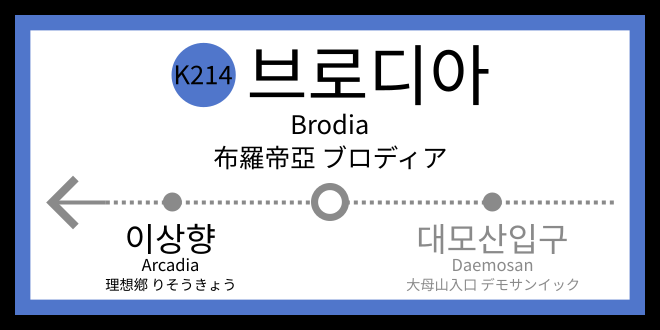 K214 브로디아
Brodia
布羅帝亞 ブロディア
이상향
Arcadia
理想鄕 りそうきょう
대모산입구
Daemosan
大母山入口 デモサンイック